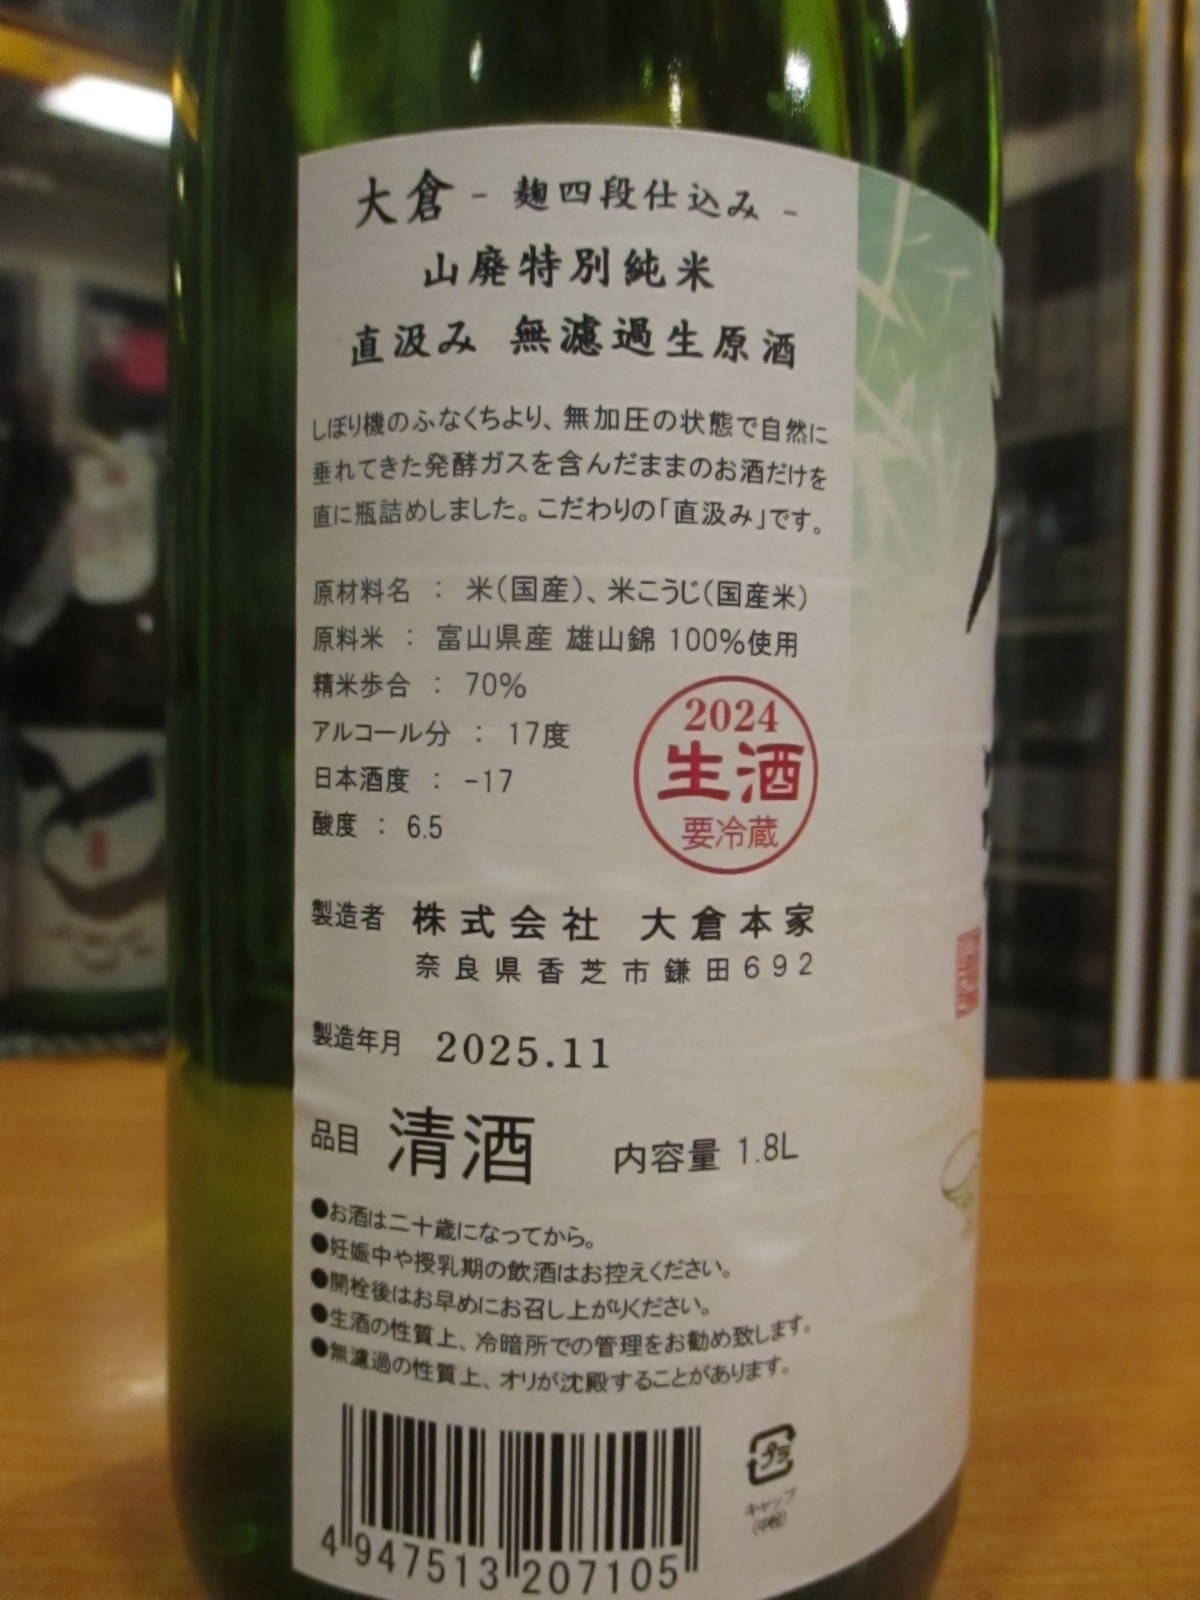 大倉 - 麹四段仕込み -
山廃特別純米
直汲み 無濾過生原酒
しぼり機のふなくちより、無加圧の状態で自然に
垂れてきた発酵ガスを含んだままのお酒だけを
直に瓶詰めしました。こだわりの「直汲み」です。
原材料名 : 米(国産)、米こうじ(国産米)
原料米 : 富山県産 雄山錦 100%使用
精米歩合 : 70%
アルコール分 : 17度
日本酒度 : -17
酸度 : 6.5
2024
生酒
要冷蔵
製造者 株式会社 大倉本家
奈良県香芝市鎌田692
製造年月 2025.11
品目 清酒 内容量 1.8L
●お酒は二十歳になってから。
●妊娠中や授乳期の飲酒はお控えください。
●開栓後はお早めにお召し上がりください。
●生酒の性質上、冷暗所での管理をお勧め致します。
●無濾過の性質上、オリが沈殿することがあります。
4 947513 207105
プラ
キャップ
(中栓)